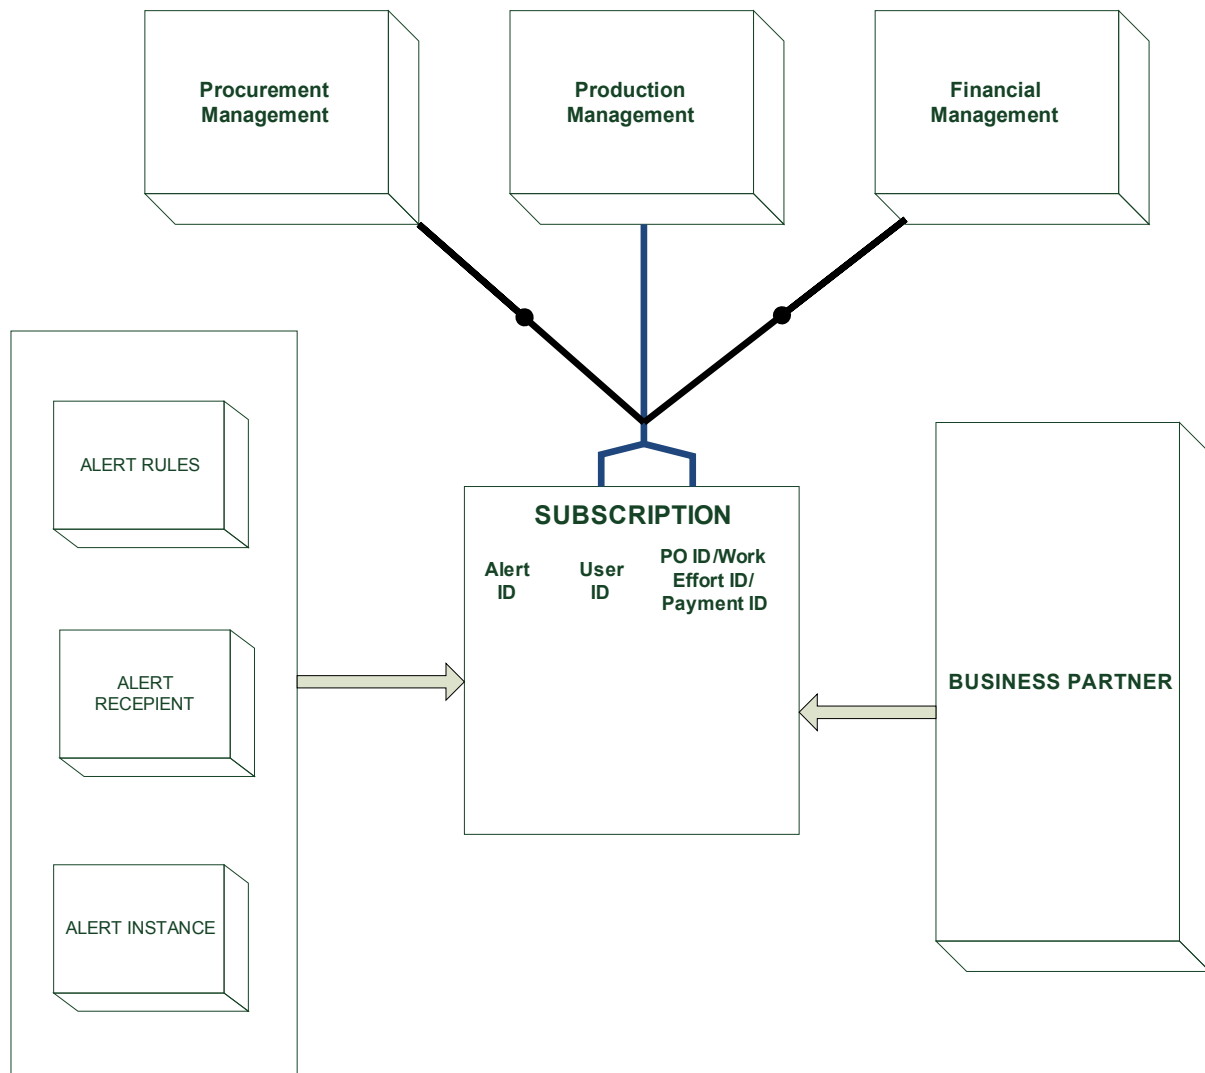 Procurement
Management
Production
Management
Financial
Management
ALERT RULES
ALERT
RECEPIENT
ALERT INSTANCE
SUBSCRIPTION
Alert
ID
User
ID
PO ID/Work
Effort ID/
Payment ID
BUSINESS PARTNER